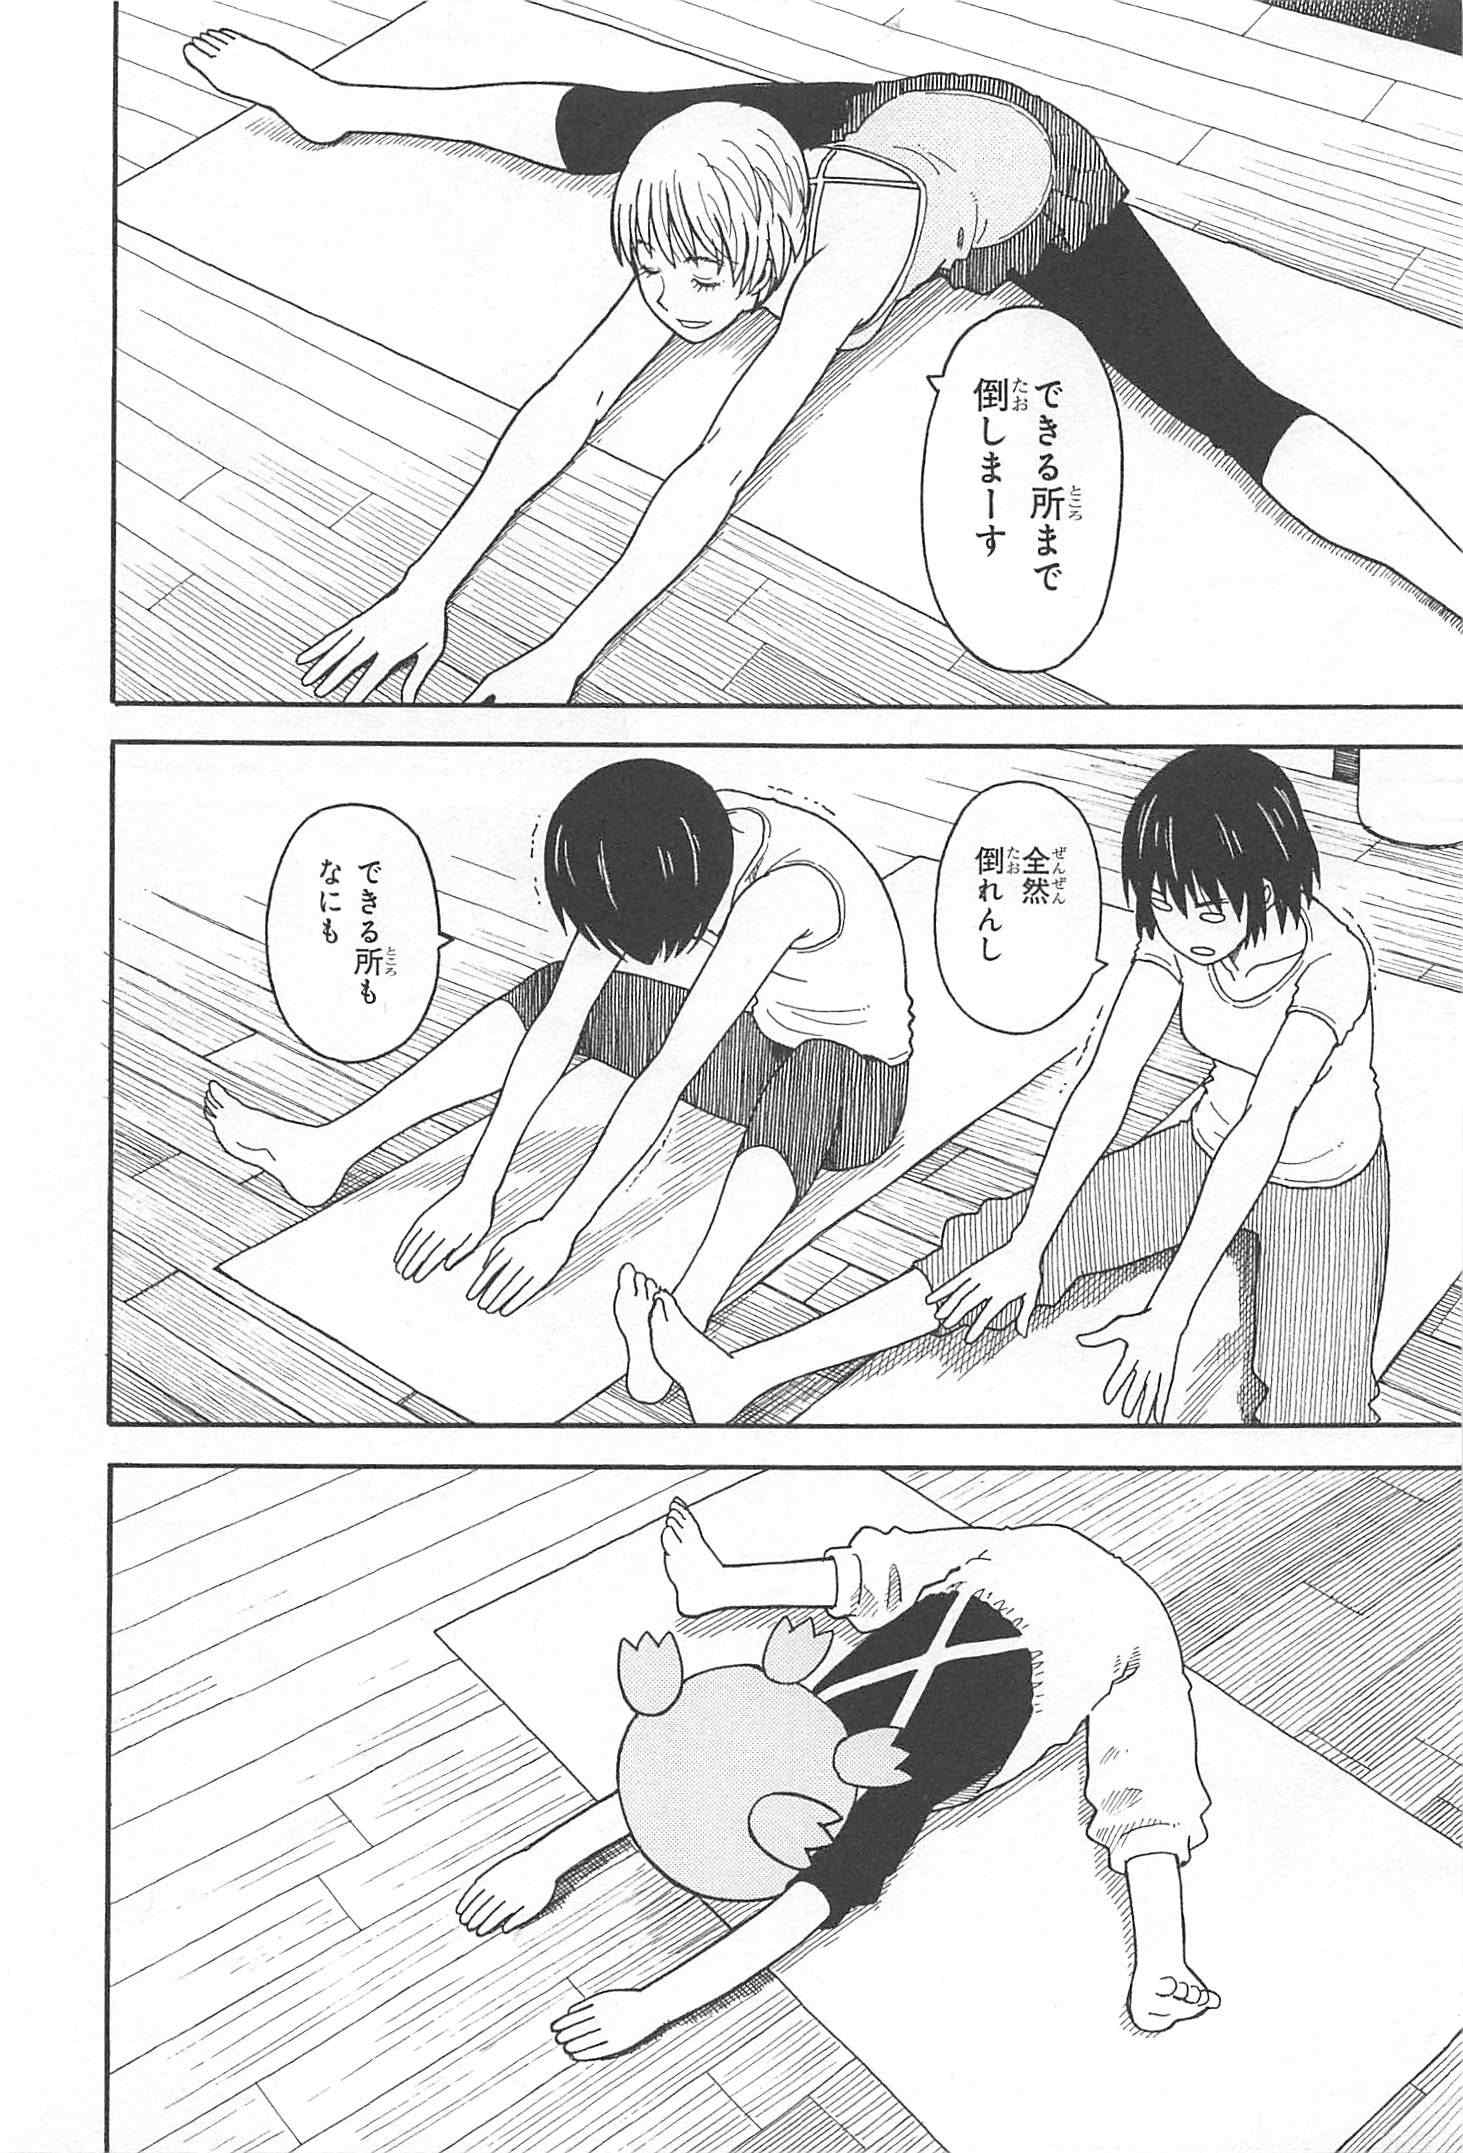 できる所まで
倒しまーす
全然
倒れんし
できる所も
なにも